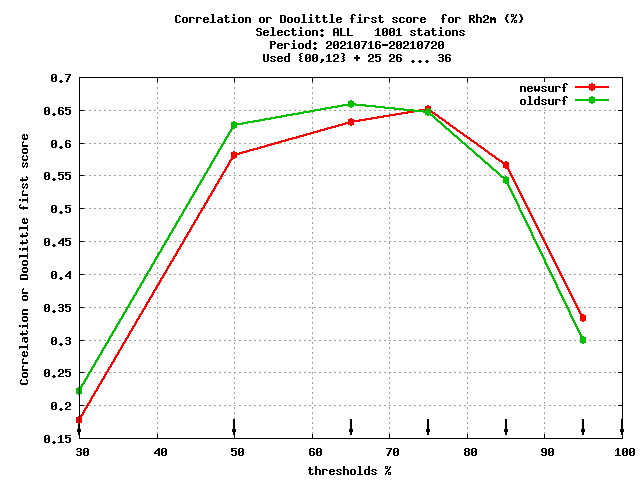 Correlation or Doolittle first score  for Rh2m (%)
Selection: ALL   1001 stations
Period: 20210716-20210720
Used {00,12} + 25 26 ... 36
newsurf
oldsurf
Correlation or Doolittle first score
0.7
0.65
0.6
0.55
0.5
0.45
0.4
0.35
0.3
0.25
0.2
0.15
30 40 50 60 70 80 90 100
thresholds %